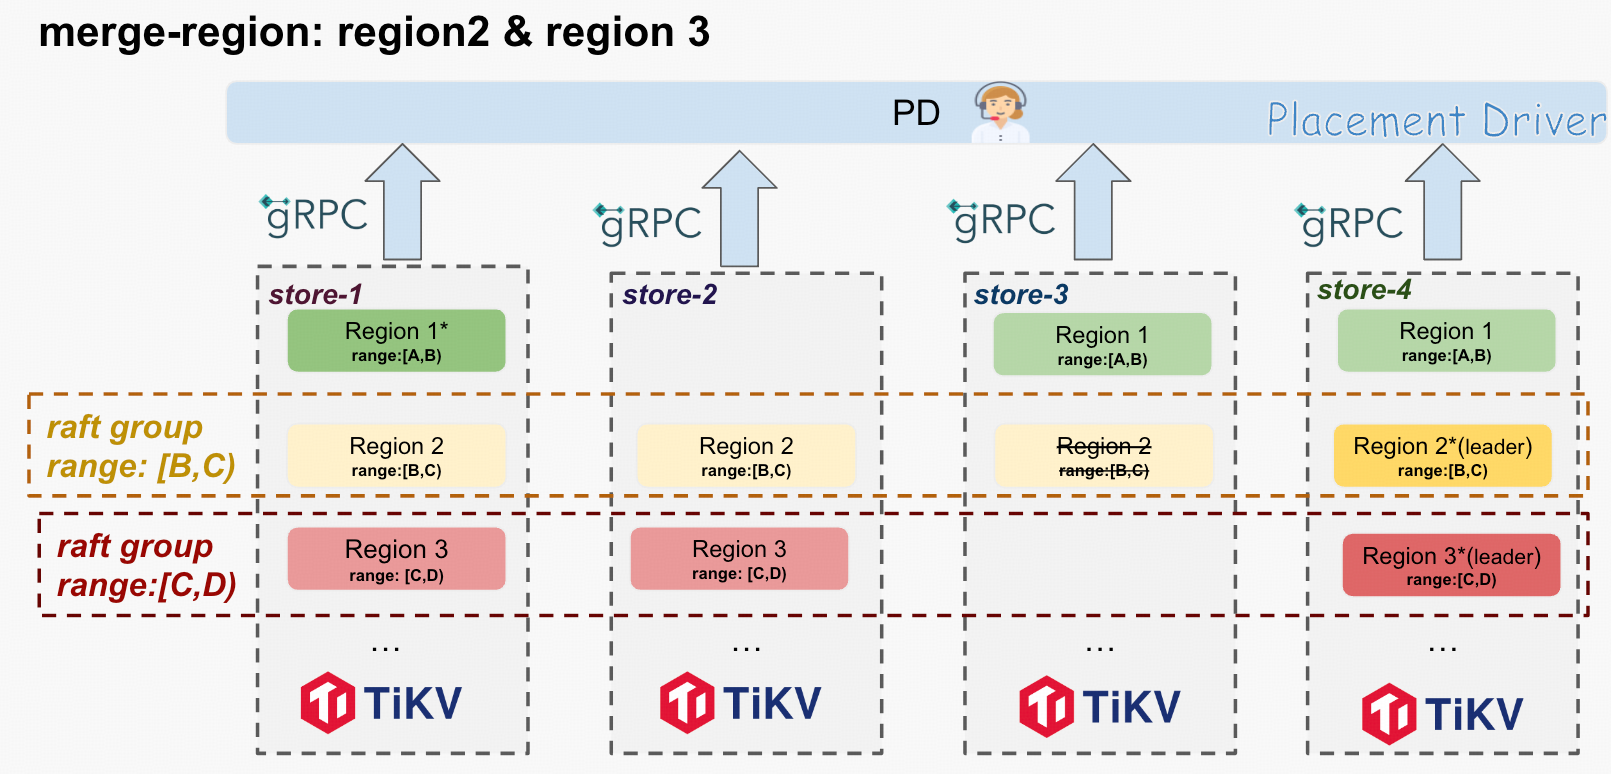 merge-region: region2 & region 3
PD
Placement Driver
gRPC
gRPC
gRPC
gRPC
store-1
store-2
store-3
store-4
Region 1*
range:[A,B)
Region 1
range:[A,B)
Region 1
range:[A,B)
raft group
range: [B,C)
Region 2
range:[B,C)
Region 2
range:[B,C)
Region 2
range:[B,C)
Region 2*(leader)
range:[B,C)
raft group
range:[C,D)
Region 3
range: [C,D)
Region 3
range: [C,D)
Region 3*(leader)
range:[C,D)
...
...
...
...
TiKV
TiKV
TiKV
TiKV